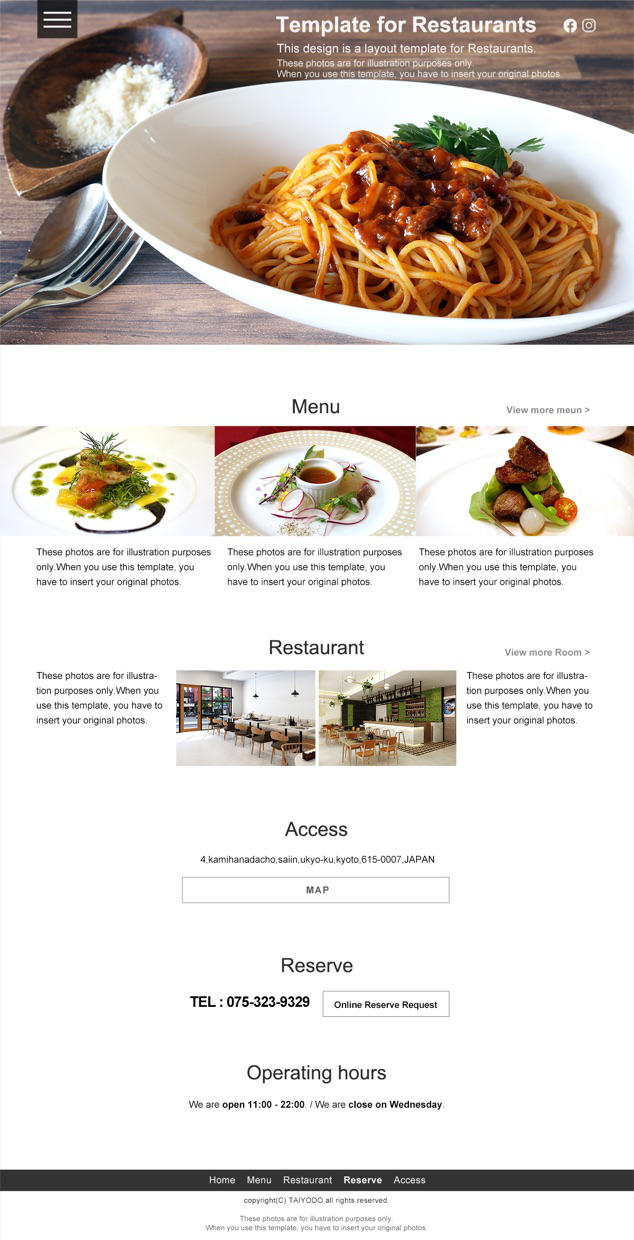 Template for Restaurants
This design is a layout template for Restaurants.
These photos are for illustration purposes only.
When you use this template, you have to insert your original photos.
Menu
View more meun >
These photos are for illustration purposes
only.When you use this template, you
have to insert your original photos.
These photos are for illustration purposes
only.When you use this template, you
have to insert your original photos.
These photos are for illustration purposes
only.When you use this template, you
have to insert your original photos.
Restaurant
View more Room >
These photos are for illustra-
tion purposes only.When you
use this template, you have to
insert your original photos.
These photos are for illustra-
tion purposes only.When you
use this template, you have to
insert your original photos.
Access
4,kamihanadacho,saiin,ukyo-ku,kyoto,615-0007,JAPAN
MAP
Reserve
TEL : 075-323-9329
Online Reserve Request
Operating hours
We are open 11:00 - 22:00. / We are close on Wednesday.
Home Menu Restaurant Reserve Access
copyright(C) TAIYODO all rights reserved.
These photos are for illustration purposes only.
When you use this template, you have to insert your original photos.